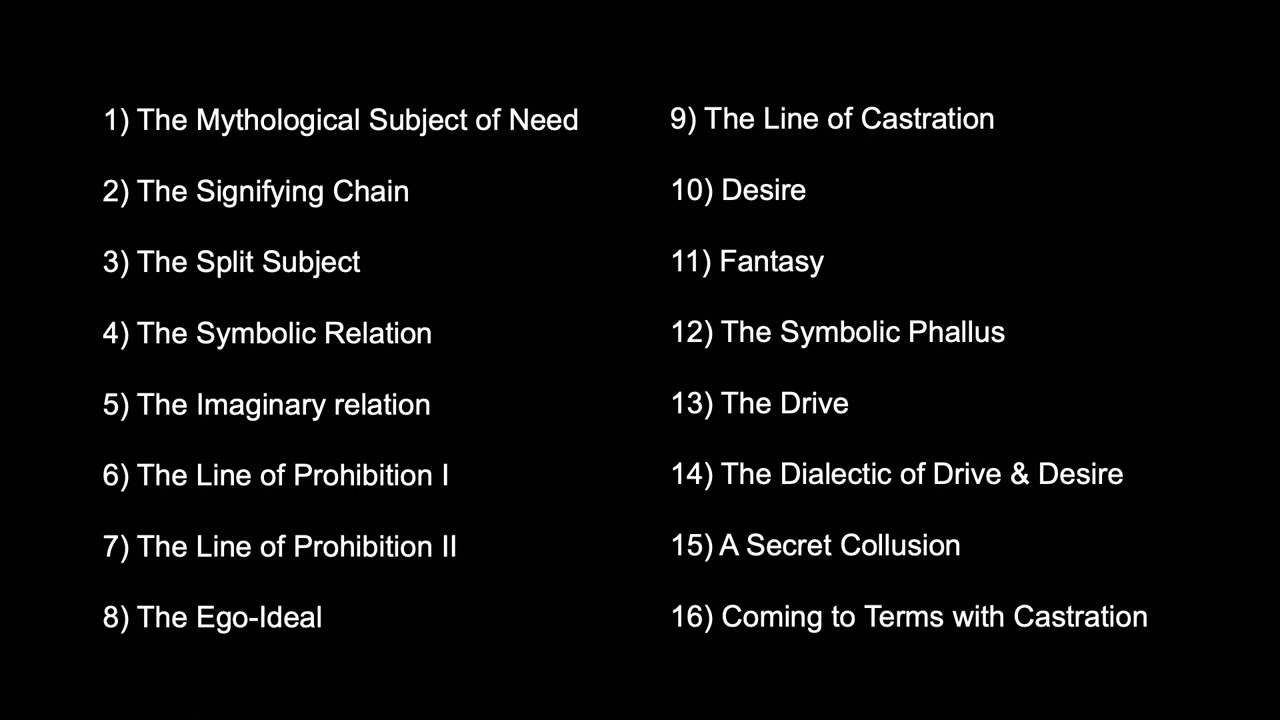 1) The Mythological Subject of Need
2) The Signifying Chain
3) The Split Subject
4) The Symbolic Relation
5) The Imaginary relation
6) The Line of Prohibition I
7) The Line of Prohibition II
8) The Ego-Ideal
9) The Line of Castration
10) Desire
11) Fantasy
12) The Symbolic Phallus
13) The Drive
14) The Dialectic of Drive & Desire
15) A Secret Collusion
16) Coming to Terms with Castration